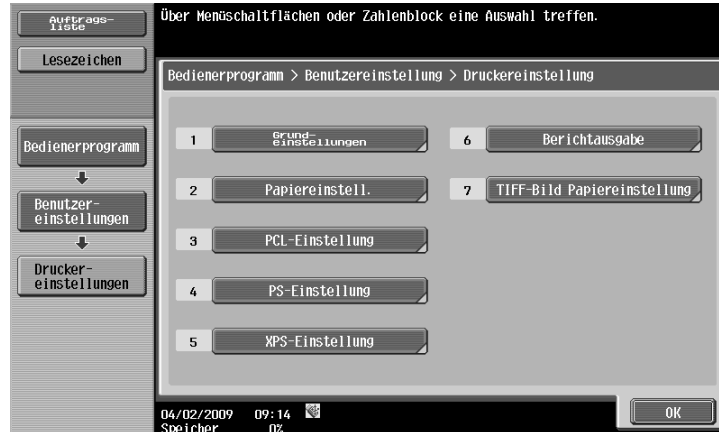 Auftrags-
liste
Lesezeichen
Bedienerprogramm
Benutzer-
einstellungen
Drucker-
einstellungen
Über Menüschaltflächen oder Zahlenblock eine Auswahl treffen.
Bedienerprogramm > Benutzereinstellung > Druckereinstellung
1 Grund-
einstellungen
2 Papiereinstell.
3 PCL-Einstellung
4 PS-Einstellung
5 XPS-Einstellung
6 Berichtausgabe
7 TIFF-Bild Papiereinstellung
04/02/2009 09:14
Speicher 0%
OK